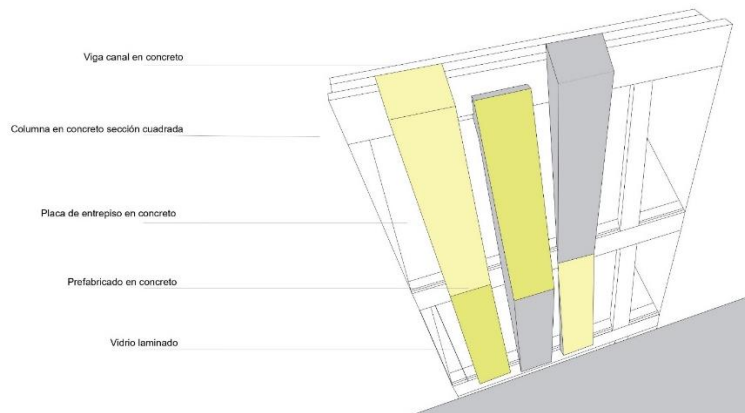 Viga canal en concreto
Columna en concreto sección cuadrada
Placa de entrepiso en concreto
Prefabricado en concreto
Vidrio laminado